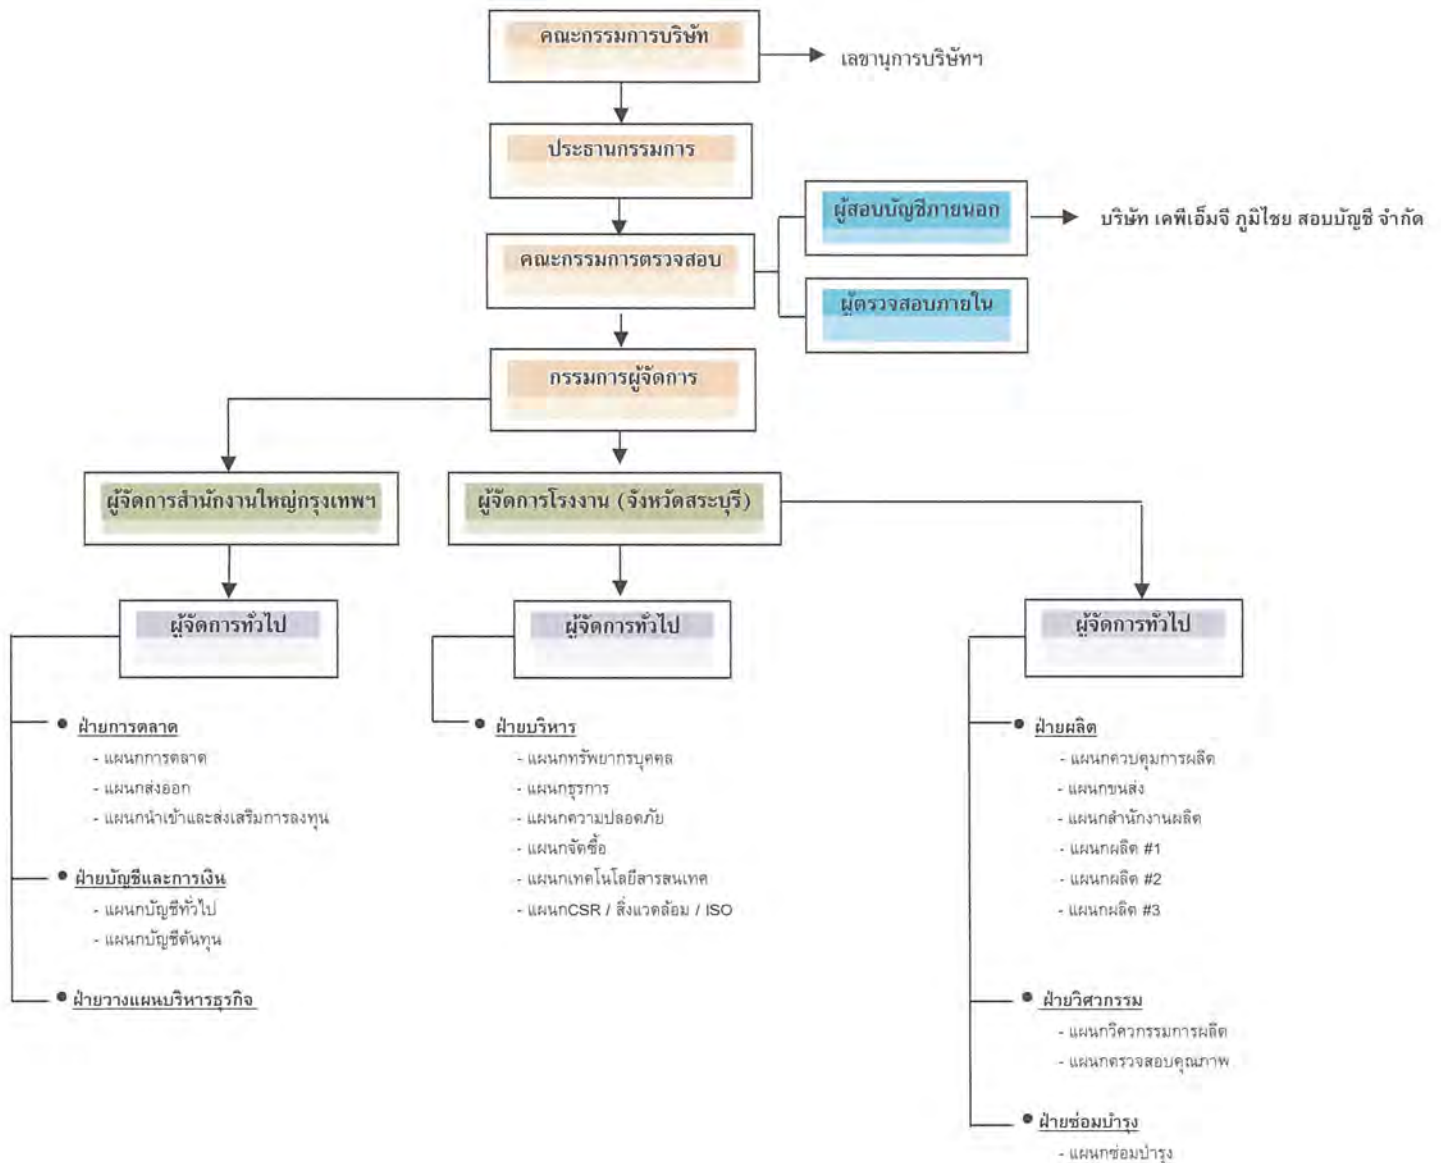 คณะกรรมการบริษัท
เลขานุการบริษัทฯ
ประธานกรรมการ
ผู้สอบบัญชีภายนอก
บริษัท เคพีเอ็มจี ภูมิไชย สอบบัญชี จำกัด
คณะกรรมการตรวจสอบ
ผู้ตรวจสอบภายใน
กรรมการผู้จัดการ
ผู้จัดการสำนักงานใหญ่กรุงเทพฯ
ผู้จัดการโรงงาน (จังหวัดสระบุรี)
ผู้จัดการทั่วไป
ผู้จัดการทั่วไป
ผู้จัดการทั่วไป
• ฝ่ายการตลาด
- แผนกการตลาด
- แผนกส่งออก
- แผนกนำเข้าและส่งเสริมการลงทุน
• ฝ่ายบัญชีและการเงิน
- แผนกบัญชีทั่วไป
- แผนกบัญชีต้นทุน
• ฝ่ายวางแผนบริหารธุรกิจ
• ฝ่ายบริหาร
- แผนกทรัพยากรบุคคล
- แผนกธุรการ
- แผนกความปลอดภัย
- แผนกจัดซื้อ
- แผนกเทคโนโลยีสารสนเทศ
- แผนกCSR / สิ่งแวดล้อม / ISO
• ฝ่ายผลิต
- แผนกควบคุมการผลิต
- แผนกขนส่ง
- แผนกสำนักงานผลิต
- แผนกผลิต #1
- แผนกผลิต #2
- แผนกผลิต #3
• ฝ่ายวิศวกรรม
- แผนกวิศวกรรมการผลิต
- แผนกตรวจสอบคุณภาพ
• ฝ่ายซ่อมบำรุง
- แผนกซ่อมบำรุง